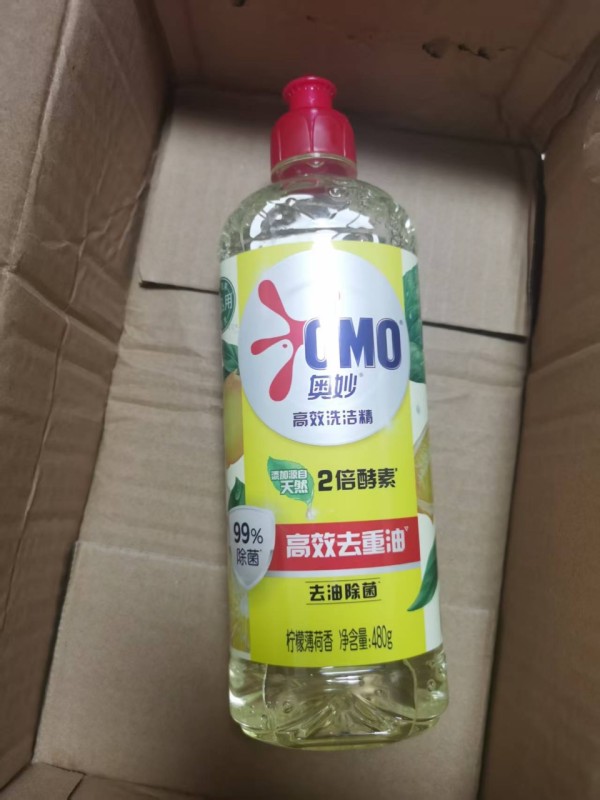 OMO
奥妙
高效洗洁精
添加源自
天然
2倍酵素
99%
除菌
高效去重油
去油除菌
柠檬薄荷香 净含量:480g
用